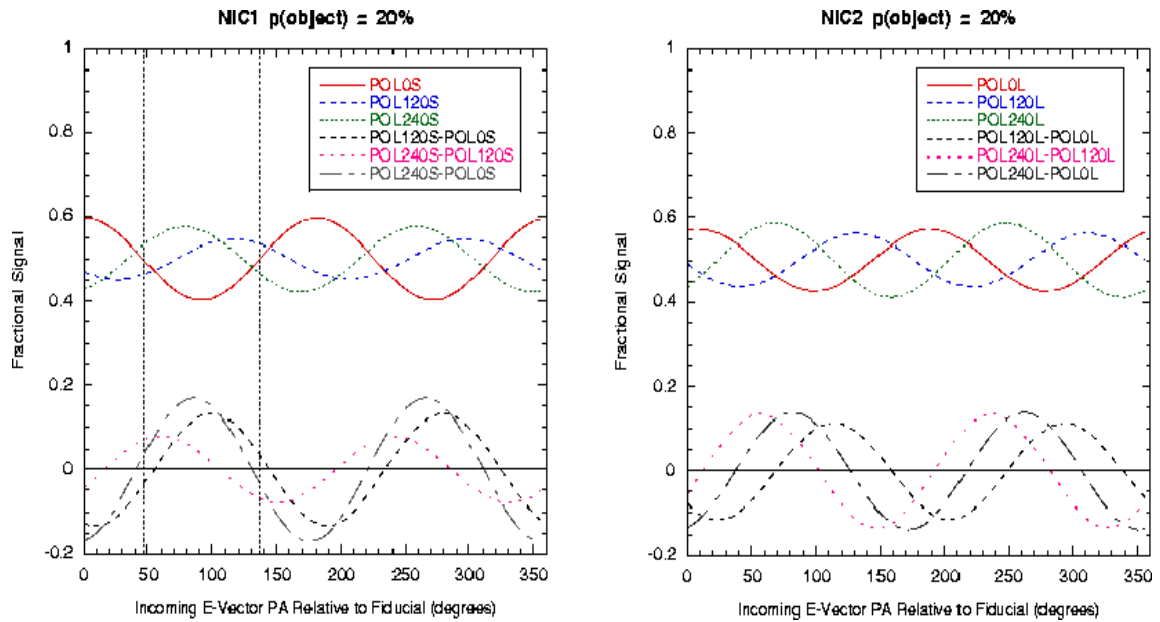 NIC1 p(object) = 20%
1
0.8
0.6
0.4
0.2
0
-0.2
Fractional Signal
POL0S
POL120S
POL240S
POL120S-POL0S
POL240S-POL120S
POL240S-POL0S
0 50 100 150 200 250 300 350
Incoming E-Vector PA Relative to Fiducial (degrees)
NIC2 p(object) = 20%
1
0.8
0.6
0.4
0.2
0
-0.2
Fractional Signal
POL0L
POL120L
POL240L
POL120L-POL0L
POL240L-POL120L
POL240L-POL0L
0 50 100 150 200 250 300 350
Incoming E-Vector PA Relative to Fiducial (degrees)